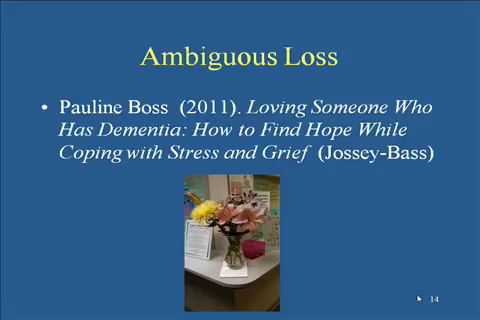 Ambiguous Loss
• Pauline Boss (2011). Loving Someone Who
Has Dementia: How to Find Hope While
Coping with Stress and Grief (Jossey-Bass)
14